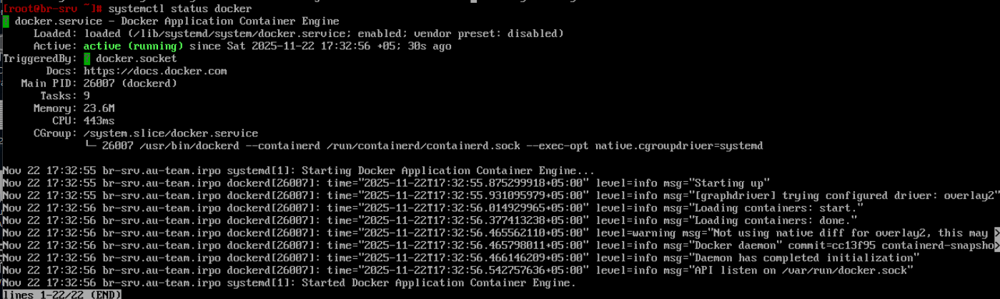 [root@br-srv ~]# systemctl status docker
docker.service - Docker Application Container Engine
Loaded: loaded (/lib/systemd/system/docker.service; enabled; vendor preset: disabled)
Active: active (running) since Sat 2025-11-22 17:32:56 +05; 30s ago
TriggeredBy: docker.socket
Docs: https://docs.docker.com
Main PID: 26007 (dockerd)
Tasks: 9
Memory: 23.6M
CPU: 443ms
CGroup: /system.slice/docker.service
└─ 26007 /usr/bin/dockerd --containerd /run/containerd/containerd.sock --exec-opt native.cgroupdriver=systemd
Nov 22 17:32:55 br-srv.au-team.irpo systemd[1]: Starting Docker Application Container Engine...
Nov 22 17:32:55 br-srv.au-team.irpo dockerd[26007]: time="2025-11-22T17:32:55.875299918+05:00" level=info msg="Starting up"
Nov 22 17:32:55 br-srv.au-team.irpo dockerd[26007]: time="2025-11-22T17:32:55.931095979+05:00" level=info msg="[graphdriver] trying configured driver: overlay2"
Nov 22 17:32:56 br-srv.au-team.irpo dockerd[26007]: time="2025-11-22T17:32:56.014929965+05:00" level=info msg="Loading containers: start."
Nov 22 17:32:56 br-srv.au-team.irpo dockerd[26007]: time="2025-11-22T17:32:56.377413238+05:00" level=info msg="Loading containers: done."
Nov 22 17:32:56 br-srv.au-team.irpo dockerd[26007]: time="2025-11-22T17:32:56.465562110+05:00" level=warning msg="Not using native diff for overlay2, this may >
Nov 22 17:32:56 br-srv.au-team.irpo dockerd[26007]: time="2025-11-22T17:32:56.465798011+05:00" level=info msg="Docker daemon" commit=cc13f95 containerd-snapsho>
Nov 22 17:32:56 br-srv.au-team.irpo dockerd[26007]: time="2025-11-22T17:32:56.466146209+05:00" level=info msg="Daemon has completed initialization"
Nov 22 17:32:56 br-srv.au-team.irpo dockerd[26007]: time="2025-11-22T17:32:56.542757636+05:00" level=info msg="API listen on /var/run/docker.sock"
Nov 22 17:32:56 br-srv.au-team.irpo systemd[1]: Started Docker Application Container Engine.
lines 1-22/22 (END)